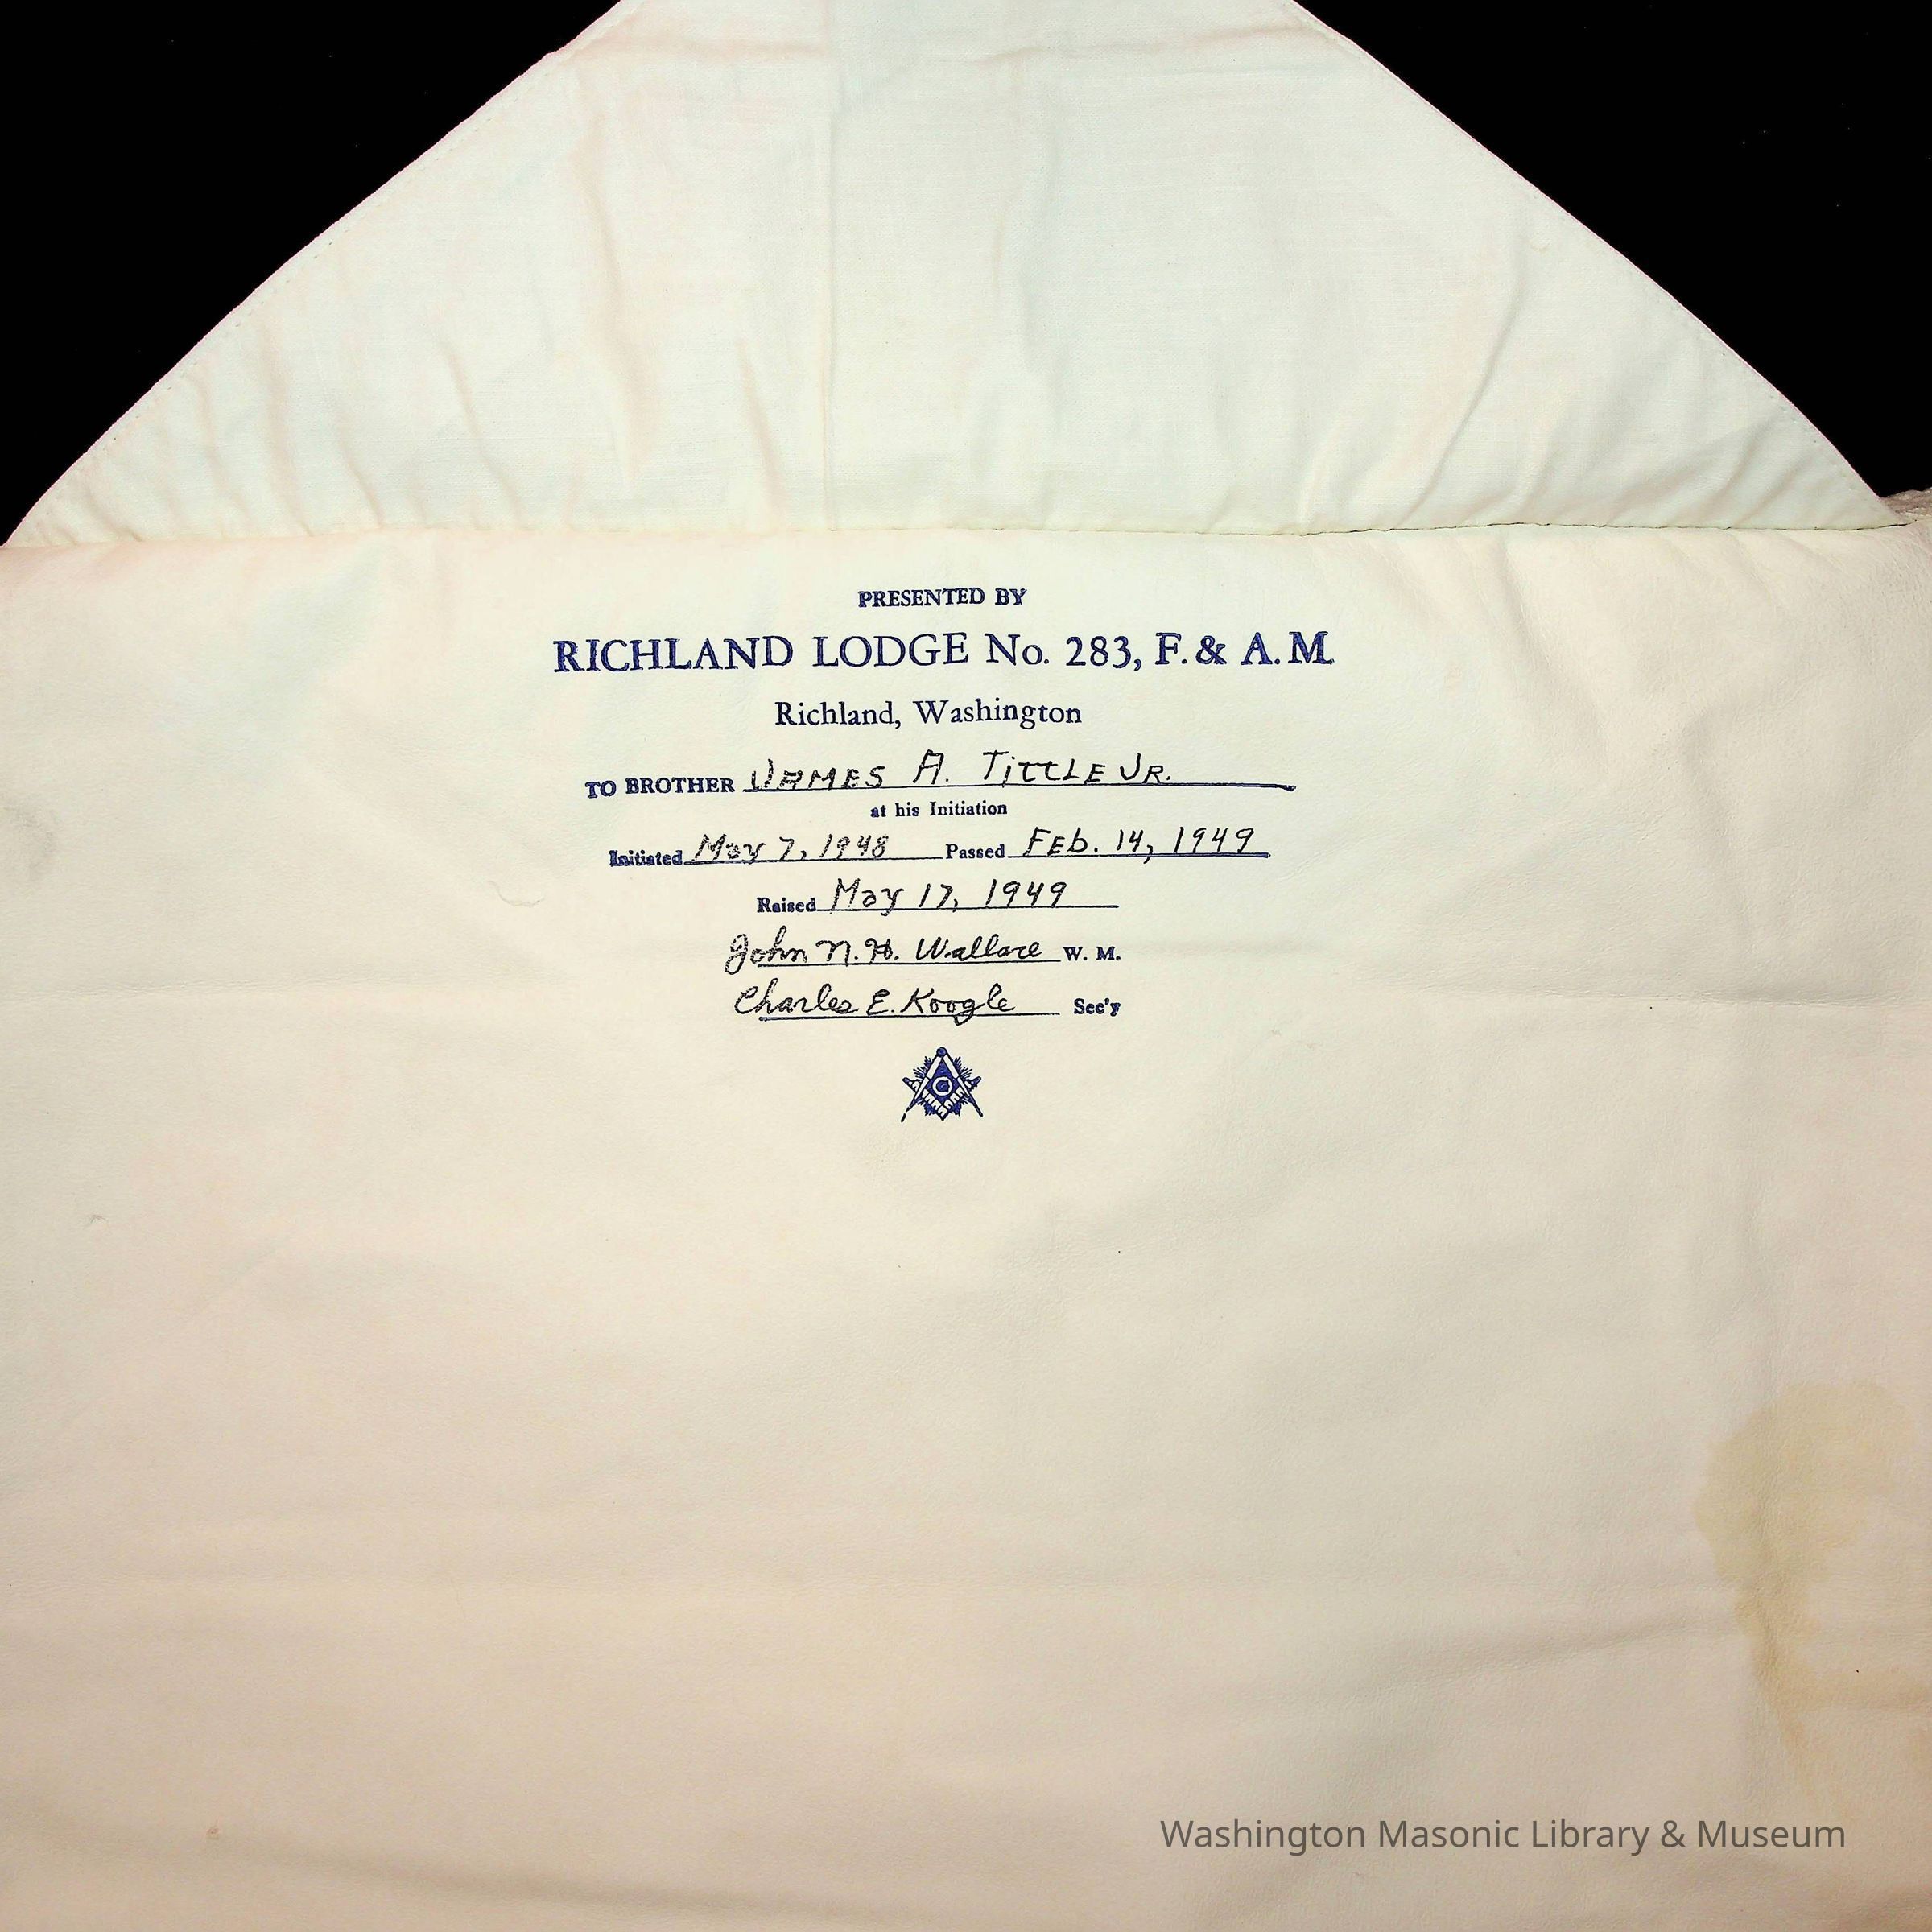 PRESENTED BY
RICHLAND LODGE No. 283, F. & A. M.
Richland, Washington
TO BROTHER JAMES A. TITTLE JR.
at his Initiation
Initiated May 7, 1948 Passed Feb. 14, 1949
Raised May 17, 1949
John N. H. Wallace W. M.
Charles E. Koogle Sec'y
G
Washington Masonic Library & Museum